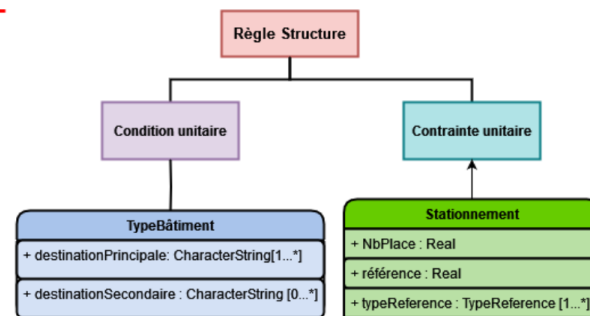 Règle Structure
Condition unitaire
Contrainte unitaire
TypeBâtiment
+ destinationPrincipale: CharacterString[1...*]
+ destinationSecondaire : CharacterString [0...*]
Stationnement
+ NbPlace : Real
+ référence : Real
+ typeReference : TypeReference [1...*]